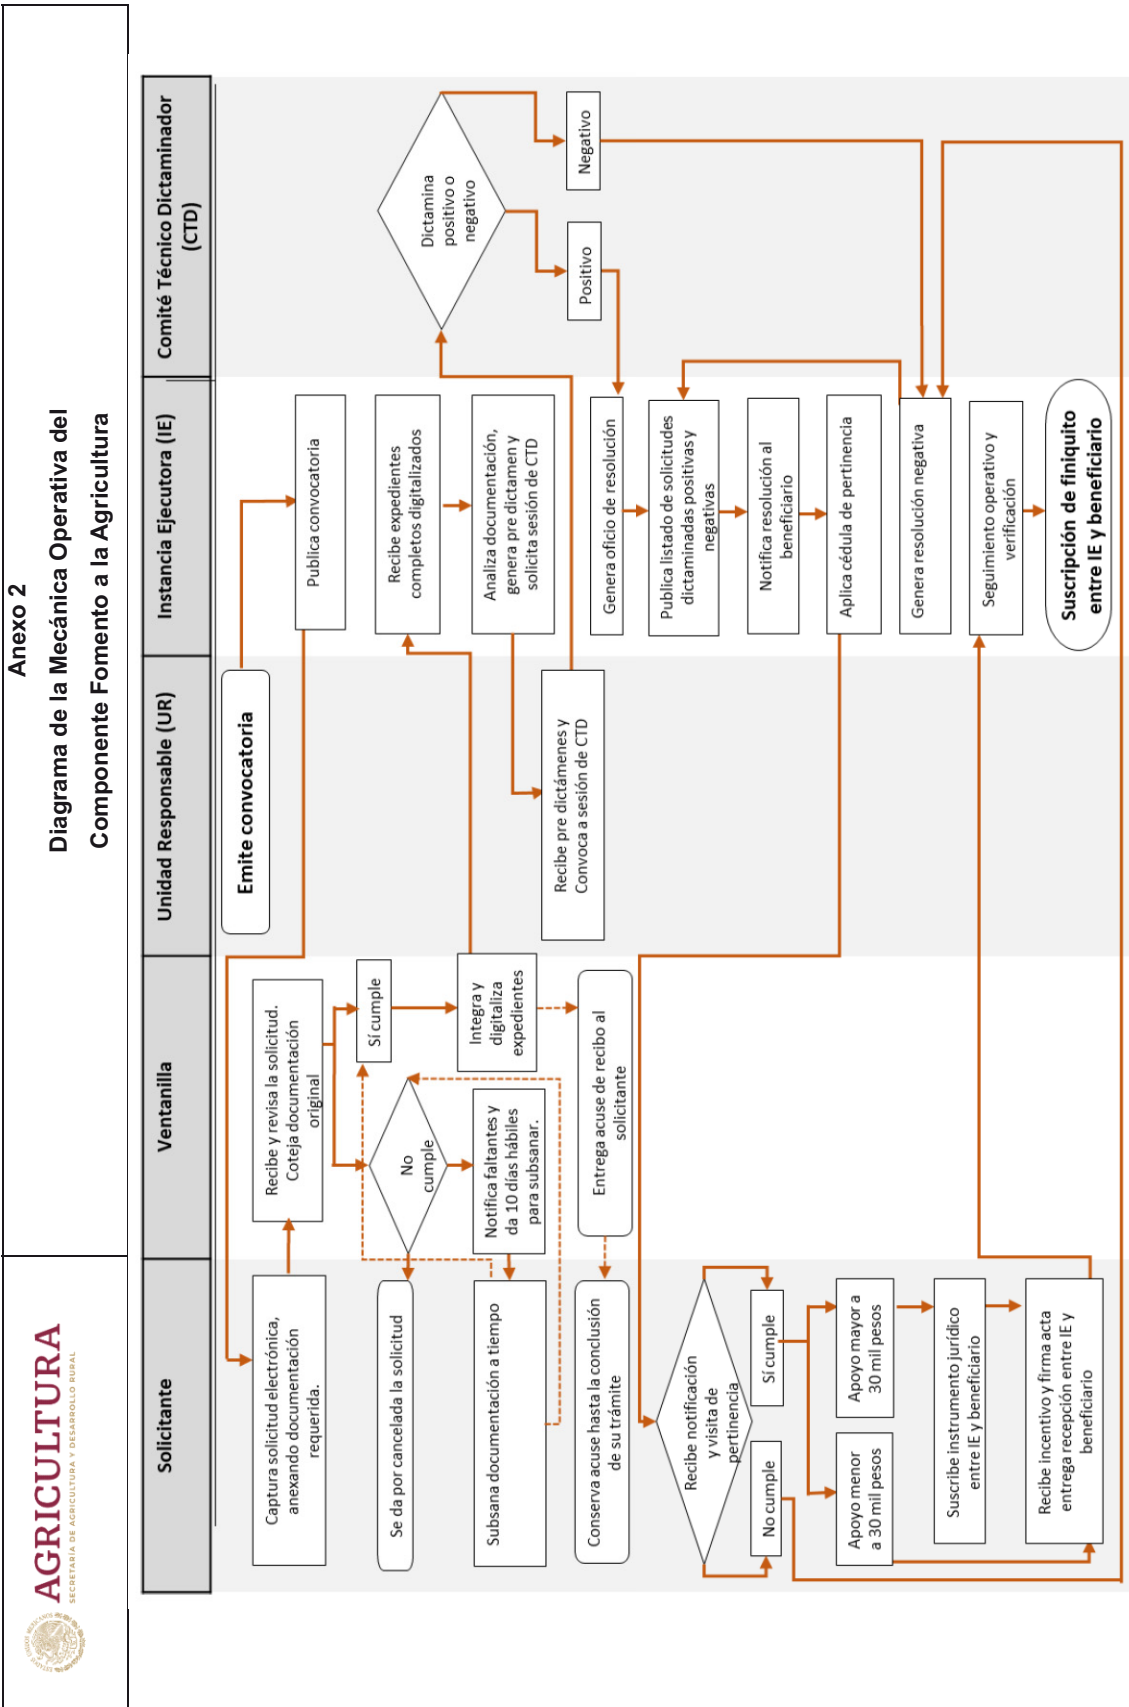 AGRICULTURA
SECRETARÍA DE AGRICULTURA Y DESARROLLO RURAL
Anexo 2
Diagrama de la Mecánica Operativa del
Componente Fomento a la Agricultura
Solicitante
Ventanilla
Unidad Responsable (UR)
Instancia Ejecutora (IE)
Comité Técnico Dictaminador
(CTD)
Emite convocatoria
Publica convocatoria
Captura solicitud electrónica,
anexando documentación
requerida.
Recibe y revisa la solicitud.
Coteja documentación
original
Sí cumple
No
cumple
Se da por cancelada la solicitud
Notifica faltantes y
da 10 días hábiles
para subsanar.
Subsana documentación a tiempo
Integra y
digitaliza
expedientes
Entrega acuse de recibo al
solicitante
Conserva acuse hasta la conclusión
de su trámite
Recibe expedientes
completos digitalizados
Analiza documentación,
genera pre dictamen y
solicita sesión de CTD
Recibe pre dictámenes y
Convoca a sesión de CTD
Dictamina
positivo o
negativo
Positivo
Negativo
Genera oficio de resolución
Publica listado de solicitudes
dictaminadas positivas y
negativas
Notifica resolución al
beneficiario
Aplica cédula de pertinencia
Genera resolución negativa
Recibe notificación
y visita de
pertinencia
No cumple
Sí cumple
Apoyo menor
a 30 mil pesos
Apoyo mayor a
30 mil pesos
Suscribe instrumento jurídico
entre IE y beneficiario
Recibe incentivo y firma acta
entrega recepción entre IE y
beneficiario
Seguimiento operativo y
verificación
Suscripción de finiquito
entre IE y beneficiario